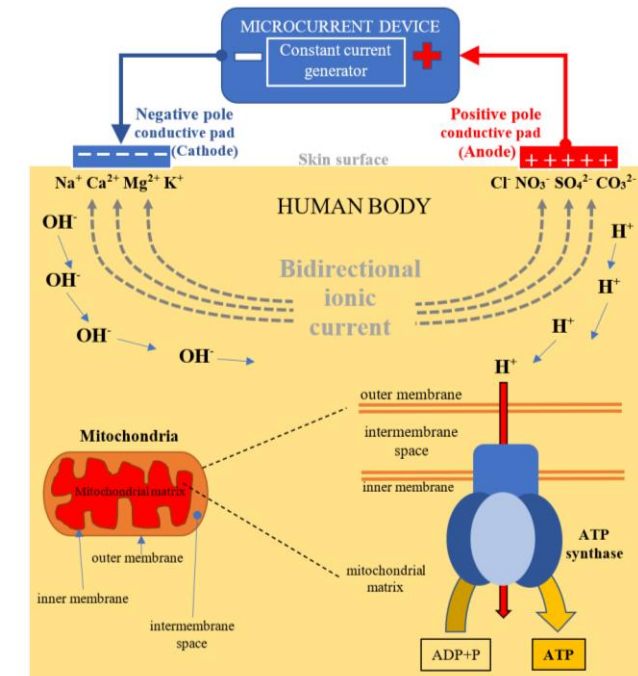 MICROCURRENT DEVICE
Constant current
generator
Negative pole
conductive pad
(Cathode)
Positive pole
conductive pad
(Anode)
Skin surface
+ + + + +
Na⁺ Ca²⁺ Mg²⁺ K⁺
Cl⁻ NO₃⁻ SO₄²⁻ CO₃²⁻
HUMAN BODY
OH⁻
OH⁻
OH⁻
OH⁻
H⁺
H⁺
H⁺
H⁺
Bidirectional
ionic
current
outer membrane
intermembrane
space
inner membrane
Mitochondria
Mitochondrial matrix
outer membrane
inner membrane
intermembrane
space
mitochondrial
matrix
ATP
synthase
ADP+P
ATP